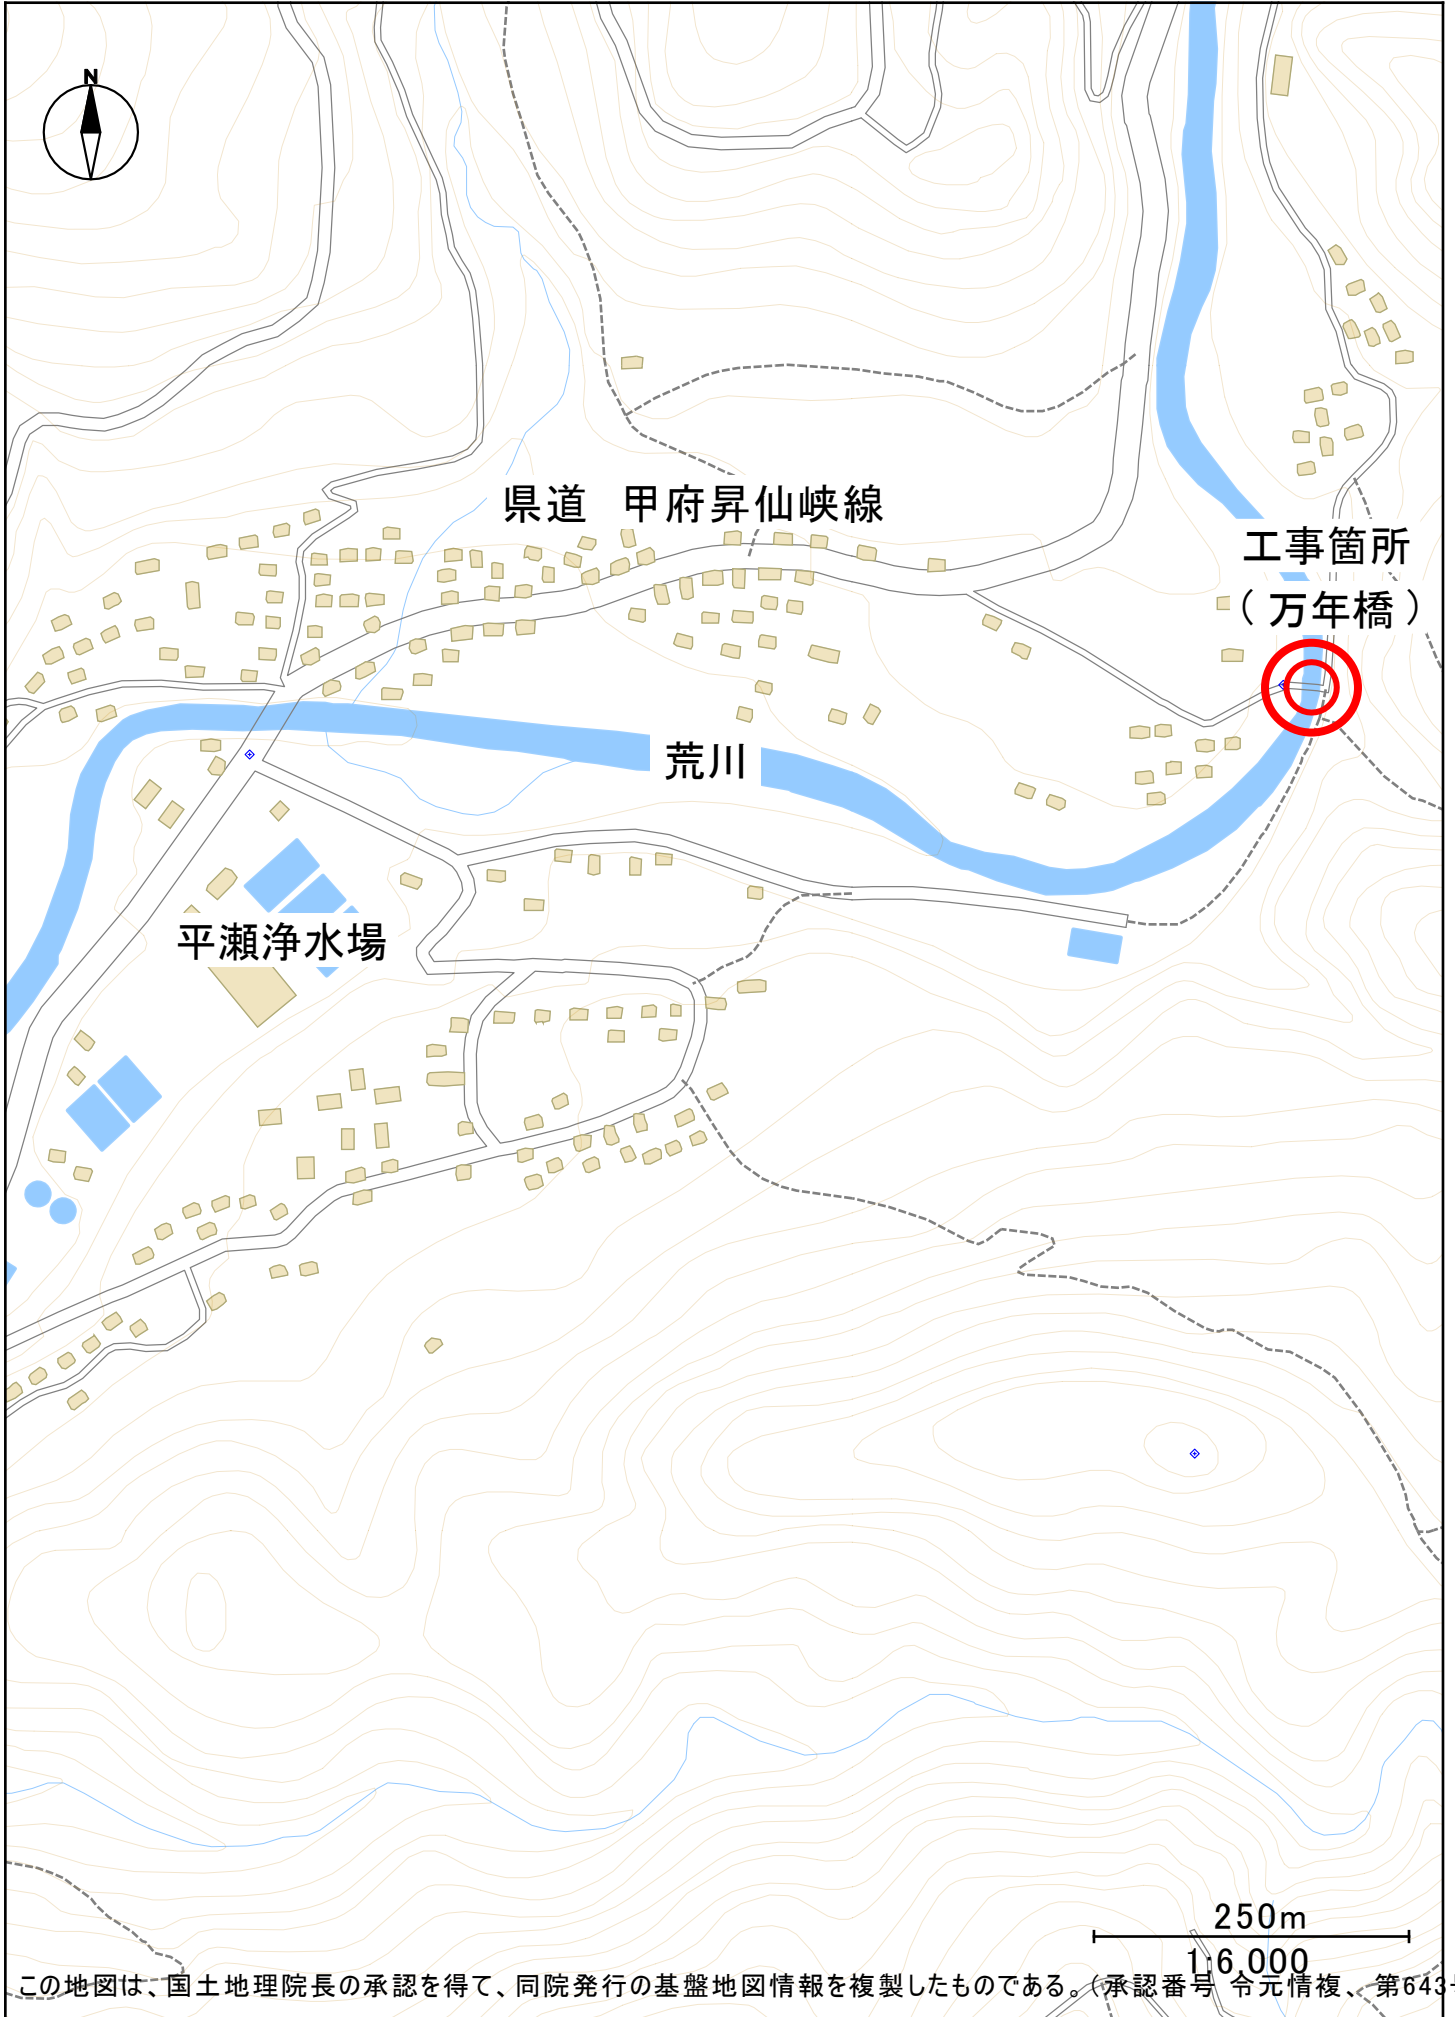 N
県道　甲府昇仙峡線
工事箇所
（万年橋）
荒川
平瀬浄水場
250m
1:6,000
この地図は、国土地理院長の承認を得て、同院発行の基盤地図情報を複製したものである。（承認番号 令元情複、第643